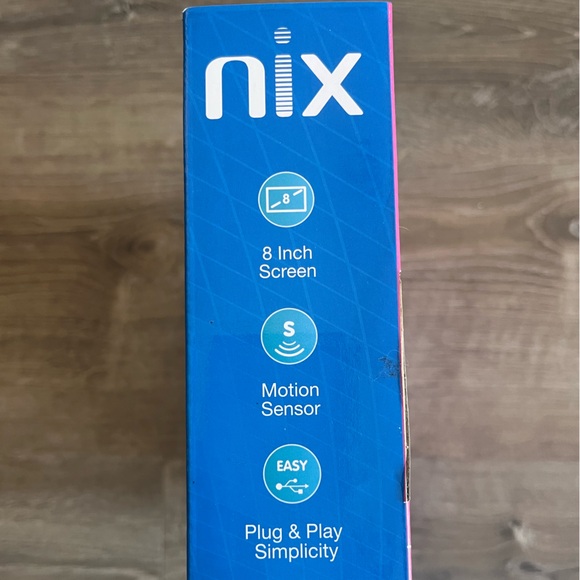 nix
8
8 Inch
Screen
S
Motion
Sensor
EASY
Plug & Play
Simplicity